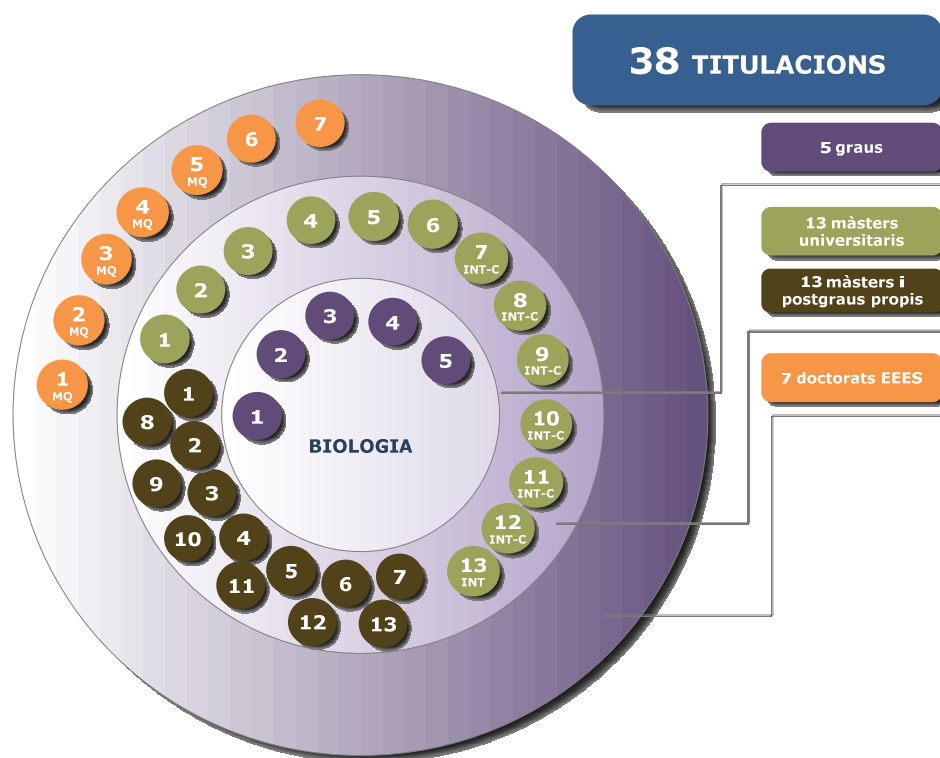 38 TITULACIONS
5 graus
13 màsters
universitaris
13 màsters i
postgraus propis
7 doctorats EEES
7
6
5
MQ
4
MQ
3
MQ
2
MQ
1
MQ
1
2
3
4
5
6
7
INT-C
8
INT-C
9
INT-C
10
INT-C
11
INT-C
12
INT-C
13
INT
1
2
3
4
5
BIOLOGIA
1
2
3
4
5
6
7
8
9
10
11
12
13